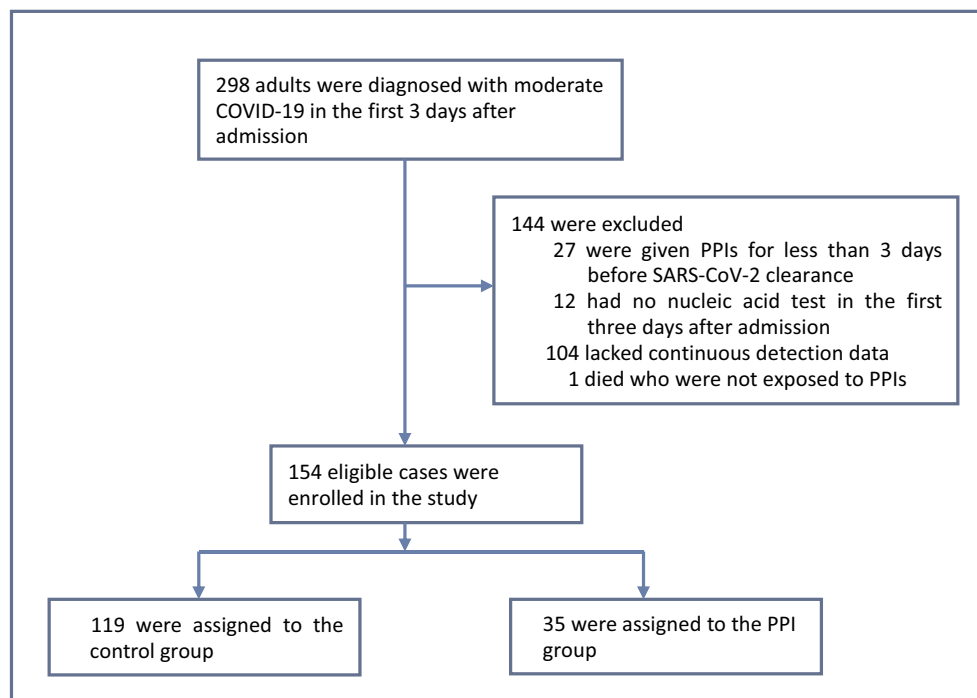 298 adults were diagnosed with moderate
COVID-19 in the first 3 days after
admission
144 were excluded
27 were given PPIs for less than 3 days
before SARS-CoV-2 clearance
12 had no nucleic acid test in the first
three days after admission
104 lacked continuous detection data
1 died who were not exposed to PPIs
154 eligible cases were
enrolled in the study
119 were assigned to the
control group
35 were assigned to the PPI
group